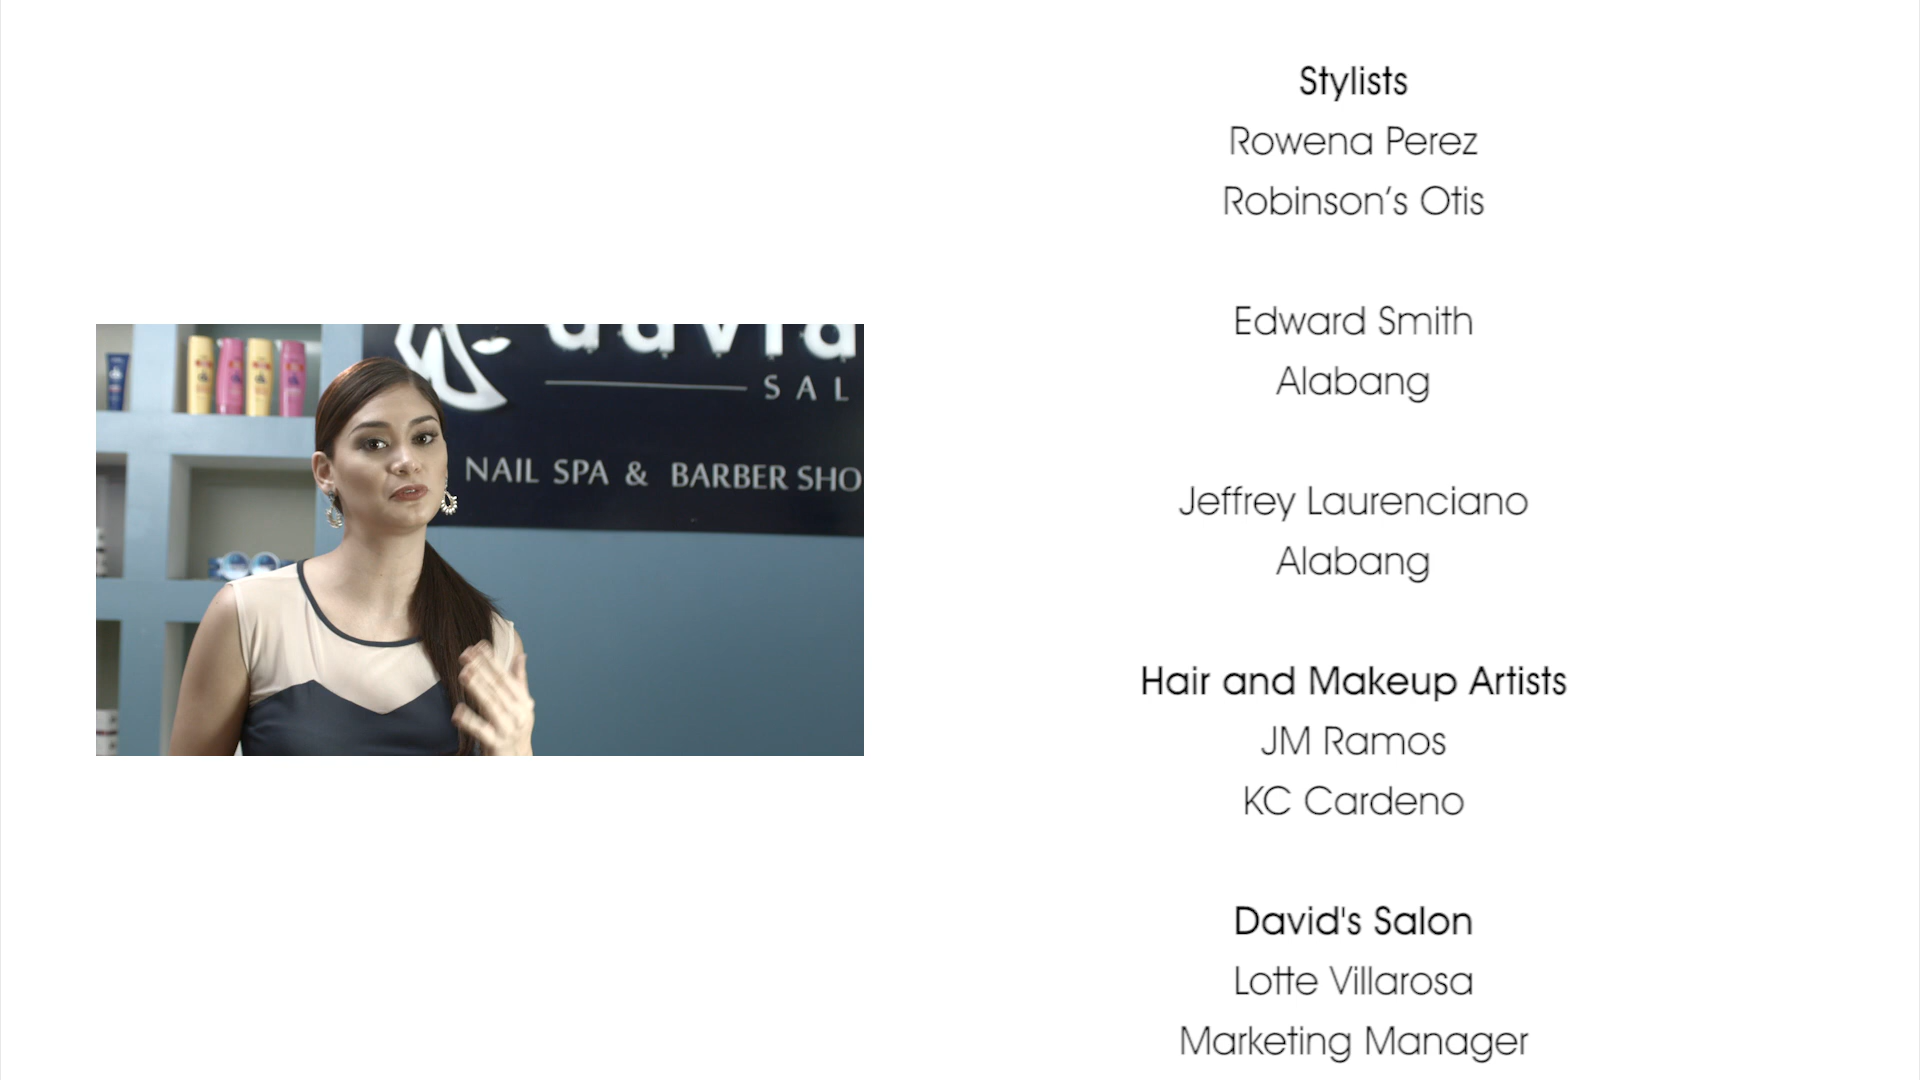 david
SAL
NAIL SPA & BARBER SHO
Stylists
Rowena Perez
Robinson’s Otis
Edward Smith
Alabang
Jeffrey Laurenciano
Alabang
Hair and Makeup Artists
JM Ramos
KC Cardeno
David's Salon
Lotte Villarosa
Marketing Manager